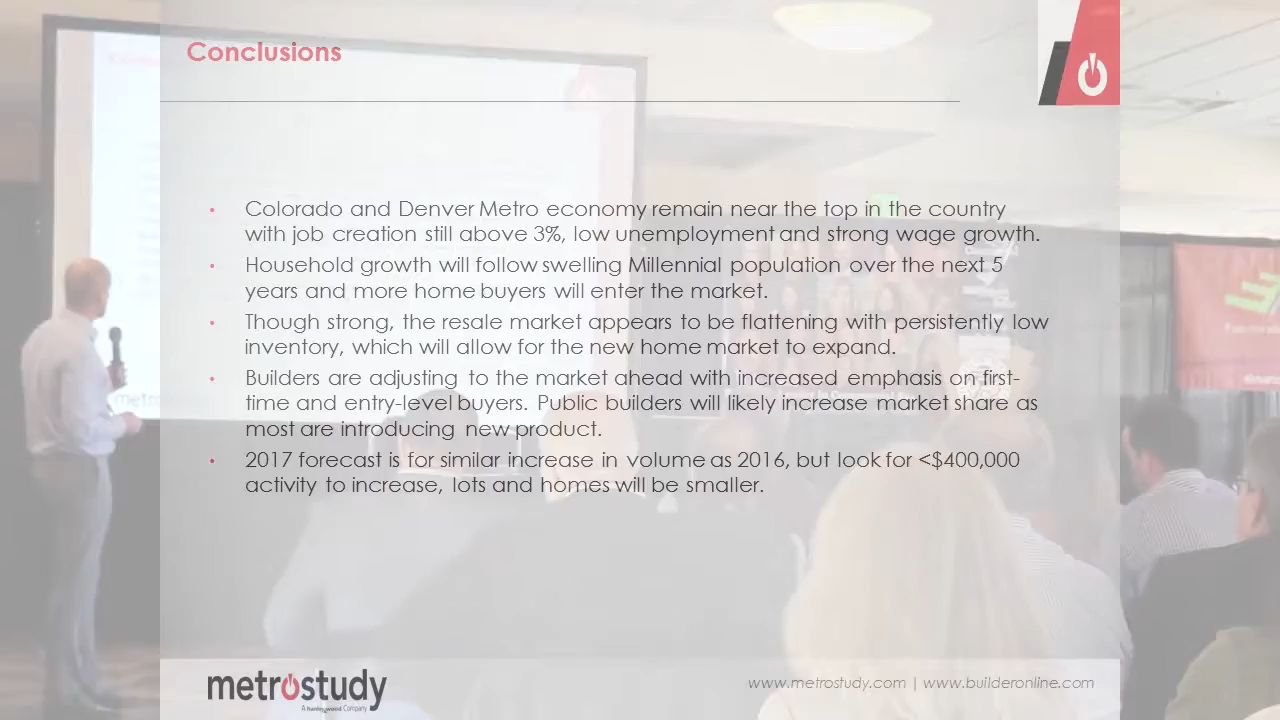 Conclusions
• Colorado and Denver Metro economy remain near the top in the country
with job creation still above 3%, low unemployment and strong wage growth.
• Household growth will follow swelling Millennial population over the next 5
years and more home buyers will enter the market.
• Though strong, the resale market appears to be flattening with persistently low
inventory, which will allow for the new home market to expand.
• Builders are adjusting to the market ahead with increased emphasis on first-
time and entry-level buyers. Public builders will likely increase market share as
most are introducing new product.
• 2017 forecast is for similar increase in volume as 2016, but look for <$400,000
activity to increase, lots and homes will be smaller.
metrostudy
A hanleywood Company
www.metrostudy.com | www.builderonline.com